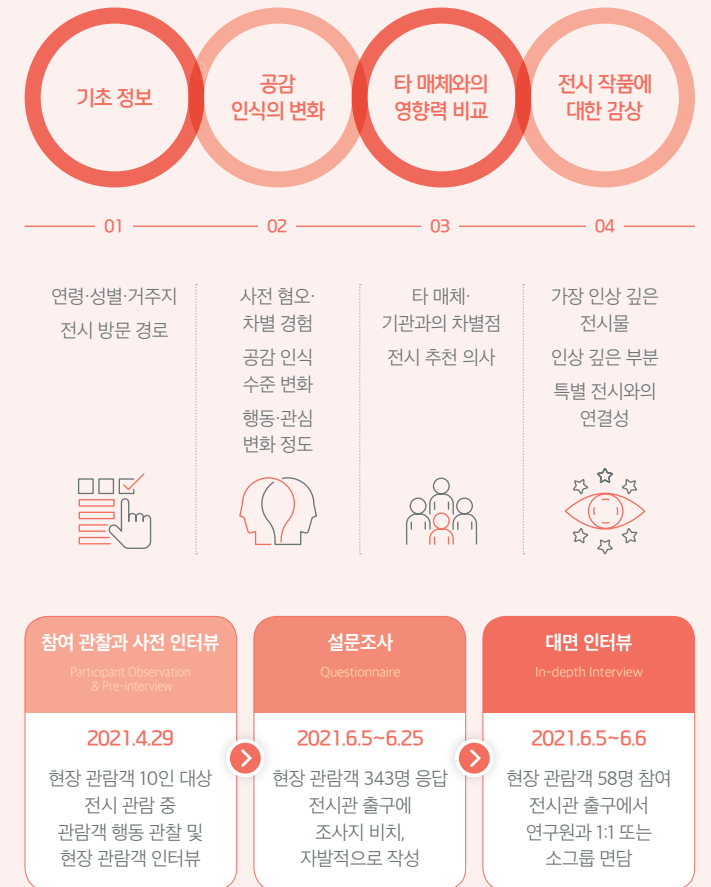 기초 정보
공감
인식의 변화
타 매체와의
영향력 비교
전시 작품에
대한 감상
01
02
03
04
연령·성별·거주지
전시 방문 경로
사전 혐오·
차별 경험
공감 인식
수준 변화
행동·관심
변화 정도
타 매체·
기관과의 차별점
전시 추천 의사
가장 인상 깊은
전시물
인상 깊은 부분
특별 전시와의
연결성
참여 관찰과 사전 인터뷰
Participant Observation
& Pre-interview
2021.4.29
현장 관람객 10인 대상
전시 관람 중
관람객 행동 관찰 및
현장 관람객 인터뷰
설문조사
Questionnaire
2021.6.5~6.25
현장 관람객 343명 응답
전시관 출구에
조사지 비치,
자발적으로 작성
대면 인터뷰
In-depth Interview
2021.6.5~6.6
현장 관람객 58명 참여
전시관 출구에서
연구원과 1:1 또는
소그룹 면담